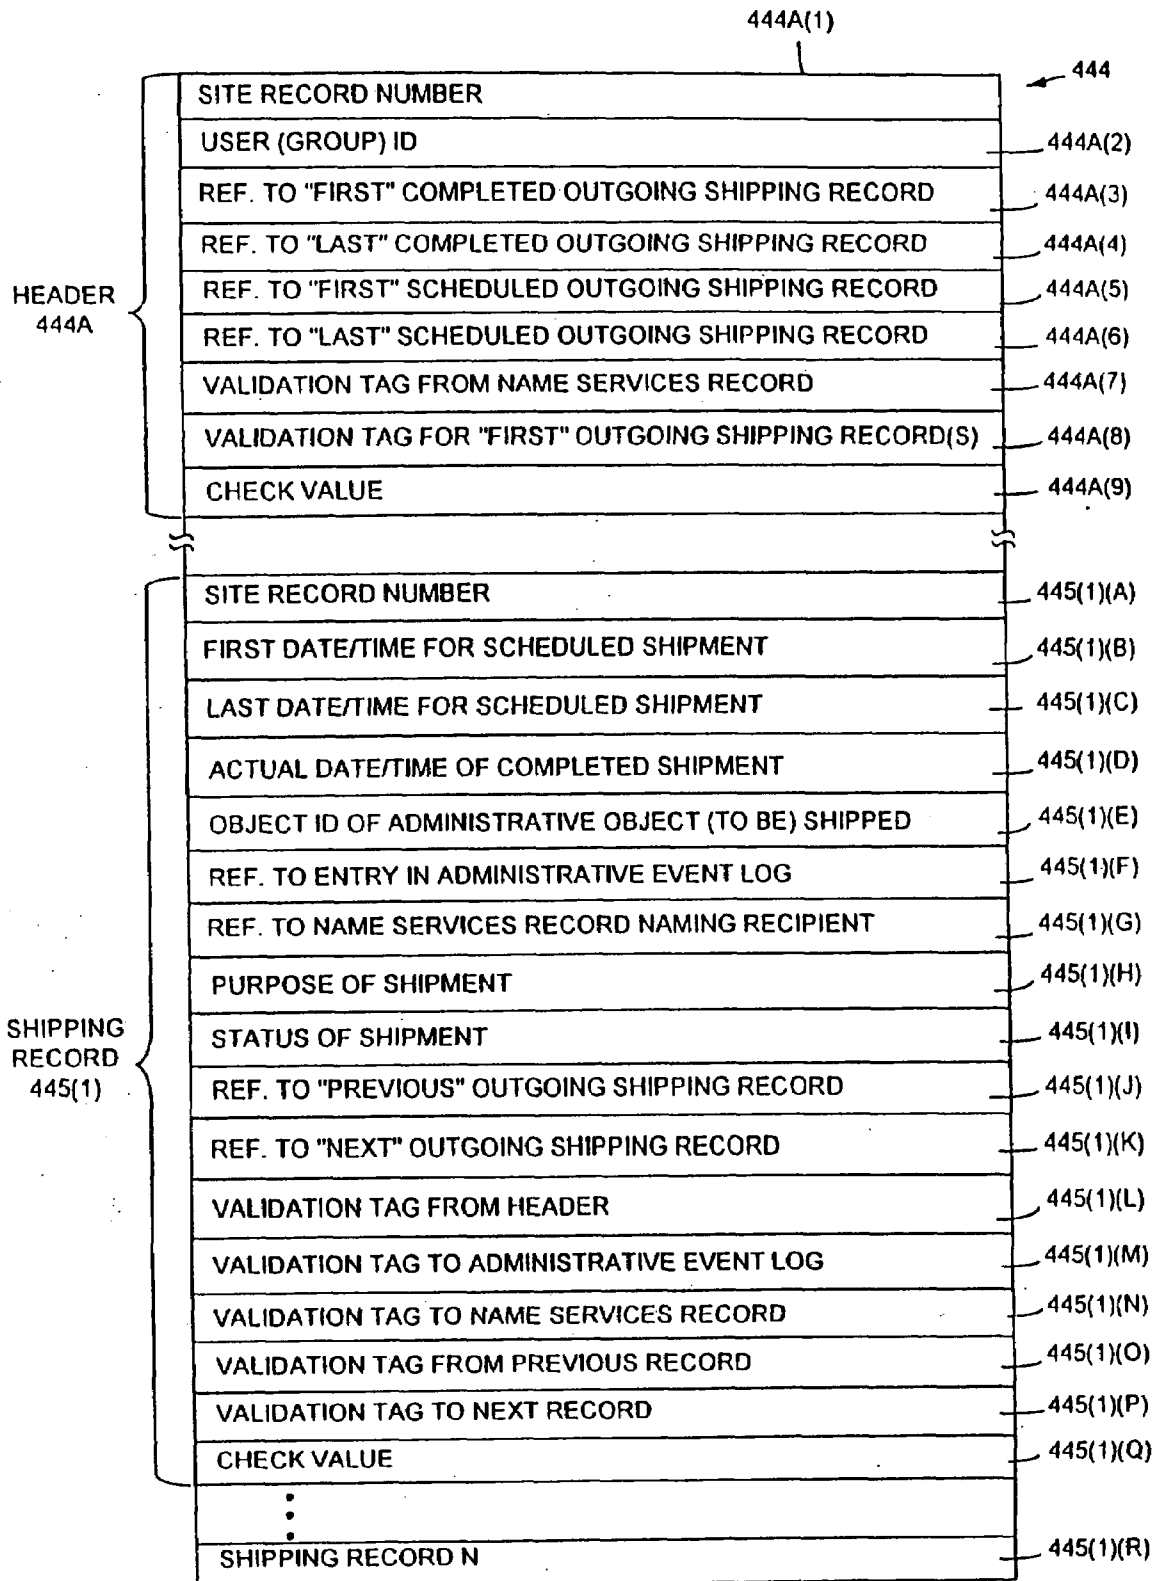 444A(1)
444
SITE RECORD NUMBER
USER (GROUP) ID 444A(2)
REF. TO "FIRST" COMPLETED OUTGOING SHIPPING RECORD 444A(3)
REF. TO "LAST" COMPLETED OUTGOING SHIPPING RECORD 444A(4)
HEADER
444A
REF. TO "FIRST" SCHEDULED OUTGOING SHIPPING RECORD 444A(5)
REF. TO "LAST" SCHEDULED OUTGOING SHIPPING RECORD 444A(6)
VALIDATION TAG FROM NAME SERVICES RECORD 444A(7)
VALIDATION TAG FOR "FIRST" OUTGOING SHIPPING RECORD(S) 444A(8)
CHECK VALUE 444A(9)
SITE RECORD NUMBER 445(1)(A)
FIRST DATE/TIME FOR SCHEDULED SHIPMENT 445(1)(B)
LAST DATE/TIME FOR SCHEDULED SHIPMENT 445(1)(C)
ACTUAL DATE/TIME OF COMPLETED SHIPMENT 445(1)(D)
OBJECT ID OF ADMINISTRATIVE OBJECT (TO BE) SHIPPED 445(1)(E)
REF. TO ENTRY IN ADMINISTRATIVE EVENT LOG 445(1)(F)
REF. TO NAME SERVICES RECORD NAMING RECIPIENT 445(1)(G)
PURPOSE OF SHIPMENT 445(1)(H)
SHIPPING
RECORD
445(1)
STATUS OF SHIPMENT 445(1)(I)
REF. TO "PREVIOUS" OUTGOING SHIPPING RECORD 445(1)(J)
REF. TO "NEXT" OUTGOING SHIPPING RECORD 445(1)(K)
VALIDATION TAG FROM HEADER 445(1)(L)
VALIDATION TAG TO ADMINISTRATIVE EVENT LOG 445(1)(M)
VALIDATION TAG TO NAME SERVICES RECORD 445(1)(N)
VALIDATION TAG FROM PREVIOUS RECORD 445(1)(O)
VALIDATION TAG TO NEXT RECORD 445(1)(P)
CHECK VALUE 445(1)(Q)
SHIPPING RECORD N 445(1)(R)